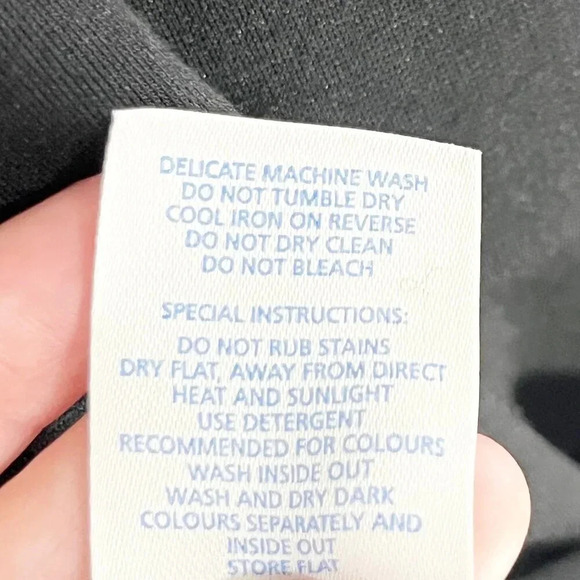 DELICATE MACHINE WASH
DO NOT TUMBLE DRY
COOL IRON ON REVERSE
DO NOT DRY CLEAN
DO NOT BLEACH
SPECIAL INSTRUCTIONS:
DO NOT RUB STAINS
DRY FLAT, AWAY FROM DIRECT
HEAT AND SUNLIGHT
USE DETERGENT
RECOMMENDED FOR COLOURS
WASH INSIDE OUT
WASH AND DRY DARK
COLOURS SEPARATELY AND
INSIDE OUT
STORE FLAT